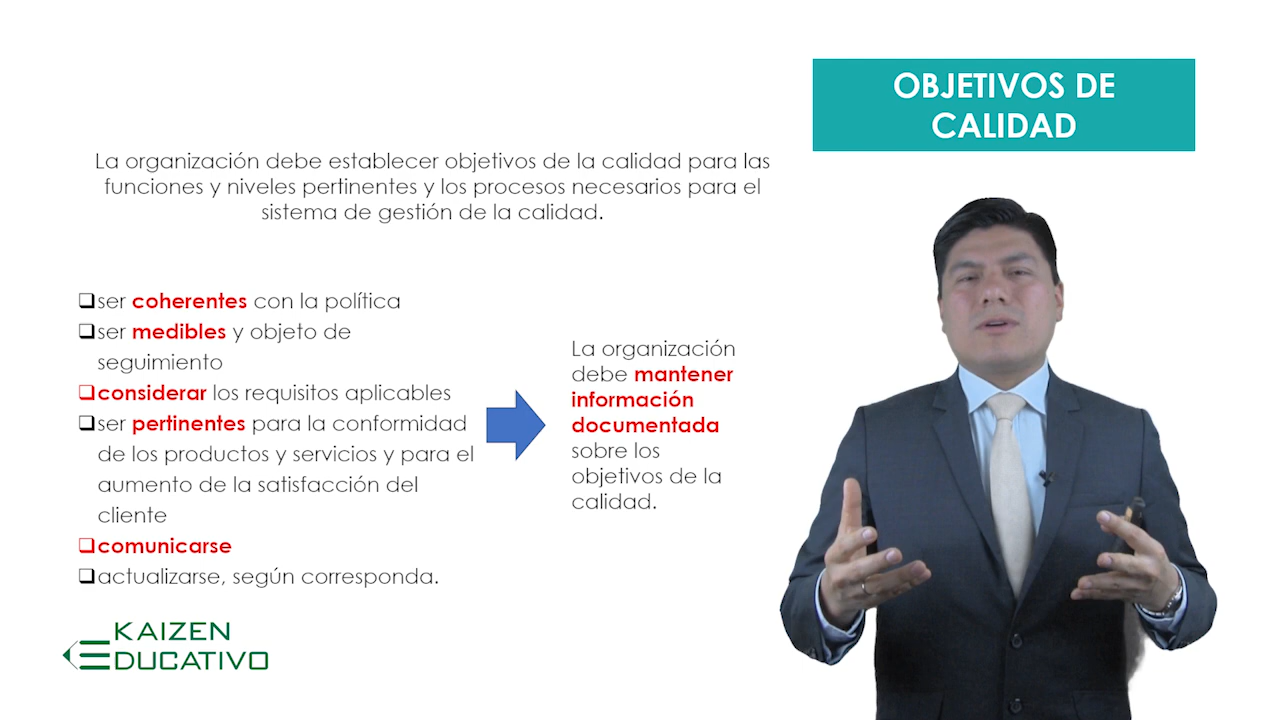 OBJETIVOS DE
CALIDAD
La organización debe establecer objetivos de la calidad para las
funciones y niveles pertinentes y los procesos necesarios para el
sistema de gestión de la calidad.
❑ser coherentes con la política
❑ser medibles y objeto de
seguimiento
❑considerar los requisitos aplicables
❑ser pertinentes para la conformidad
de los productos y servicios y para el
aumento de la satisfacción del
cliente
❑comunicarse
❑actualizarse, según corresponda.
La organización
debe mantener
información
documentada
sobre los
objetivos de la
calidad.
KAIZEN
EDUCATIVO